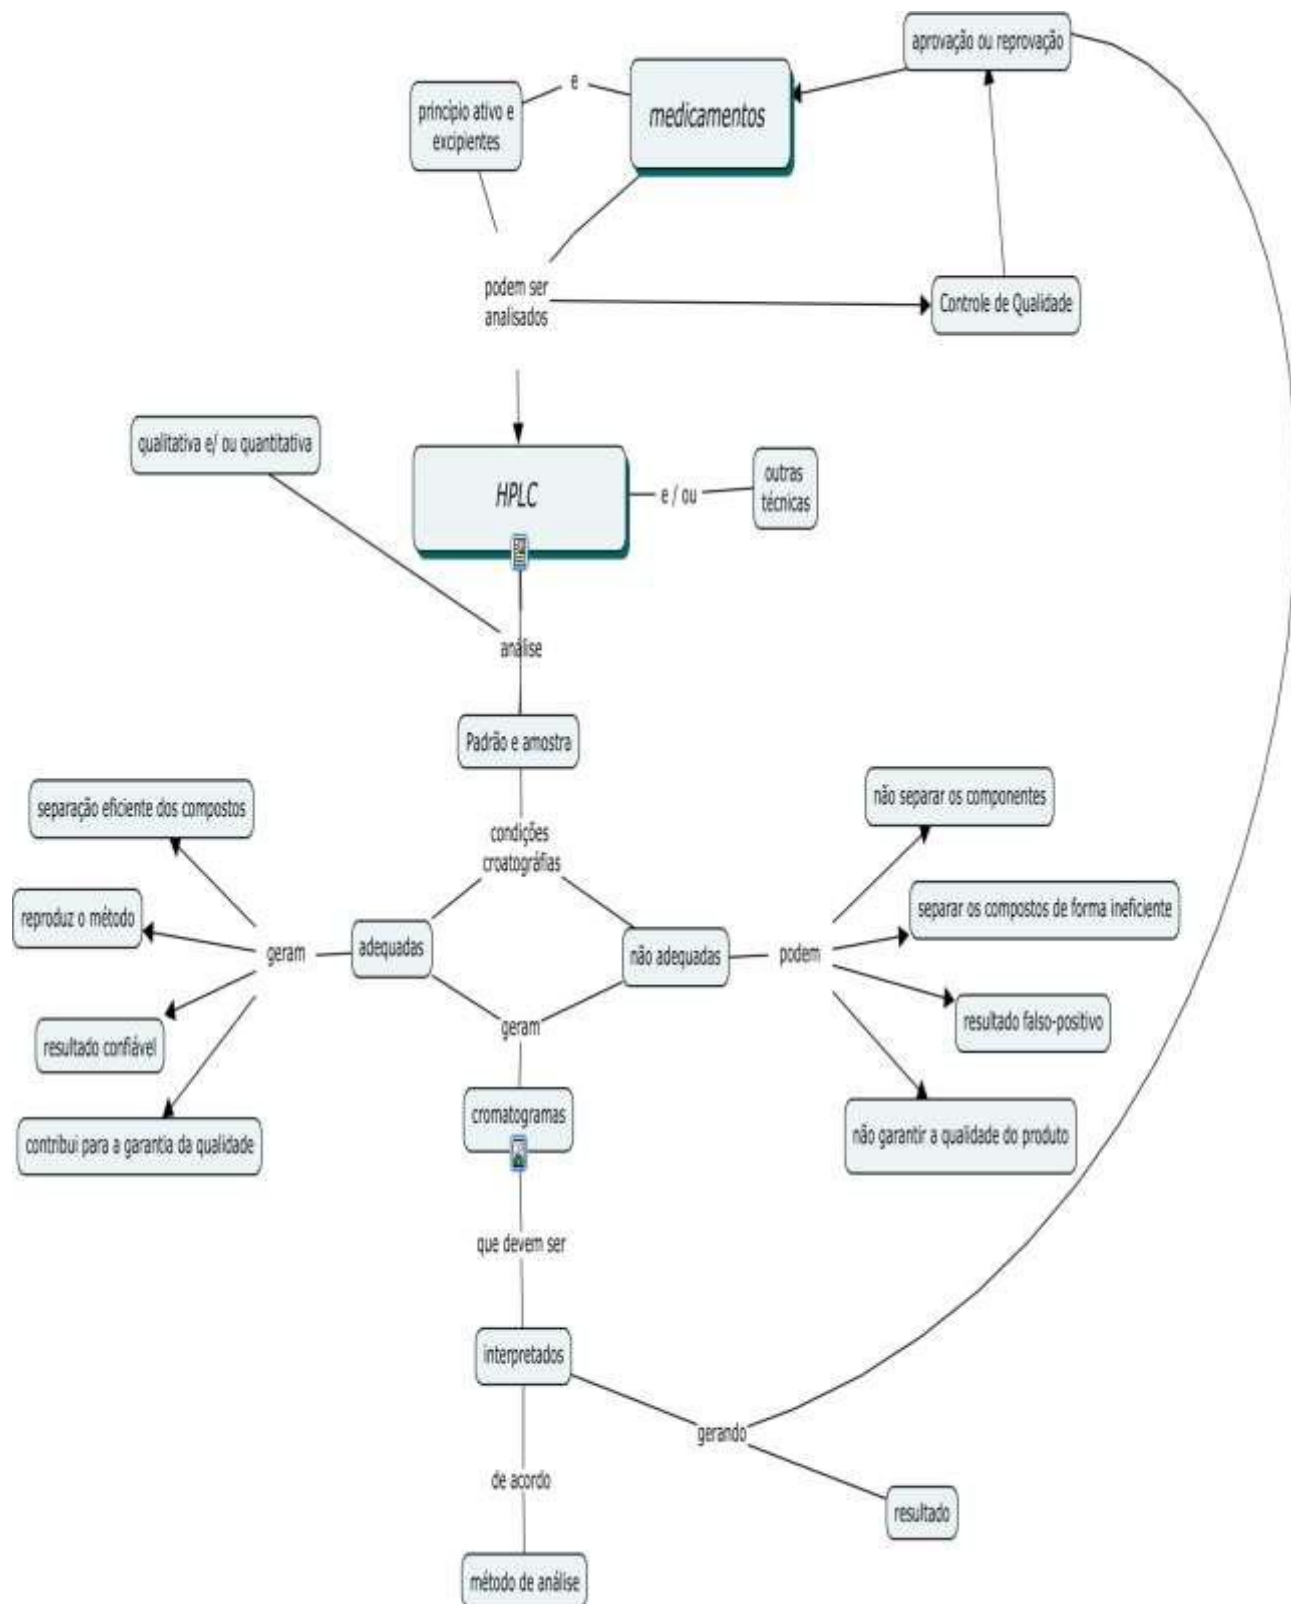 aprovação ou reprovação
e
medicamentos
princípio ativo e
excipientes
podem ser
analisados
Controle de Qualidade
qualitativa e/ ou quantitativa
HPLC
e / ou
outras
técnicas
análise
Padrão e amostra
separação eficiente dos compostos
não separar os componentes
condições
croatográfias
reproduz o método
separar os compostos de forma ineficiente
geram
adequadas
não adequadas
podem
resultado confiável
geram
resultado falso-positivo
cromatogramas
contribui para a garantia da qualidade
não garantir a qualidade do produto
que devem ser
interpretados
gerando
de acordo
resultado
método de análise